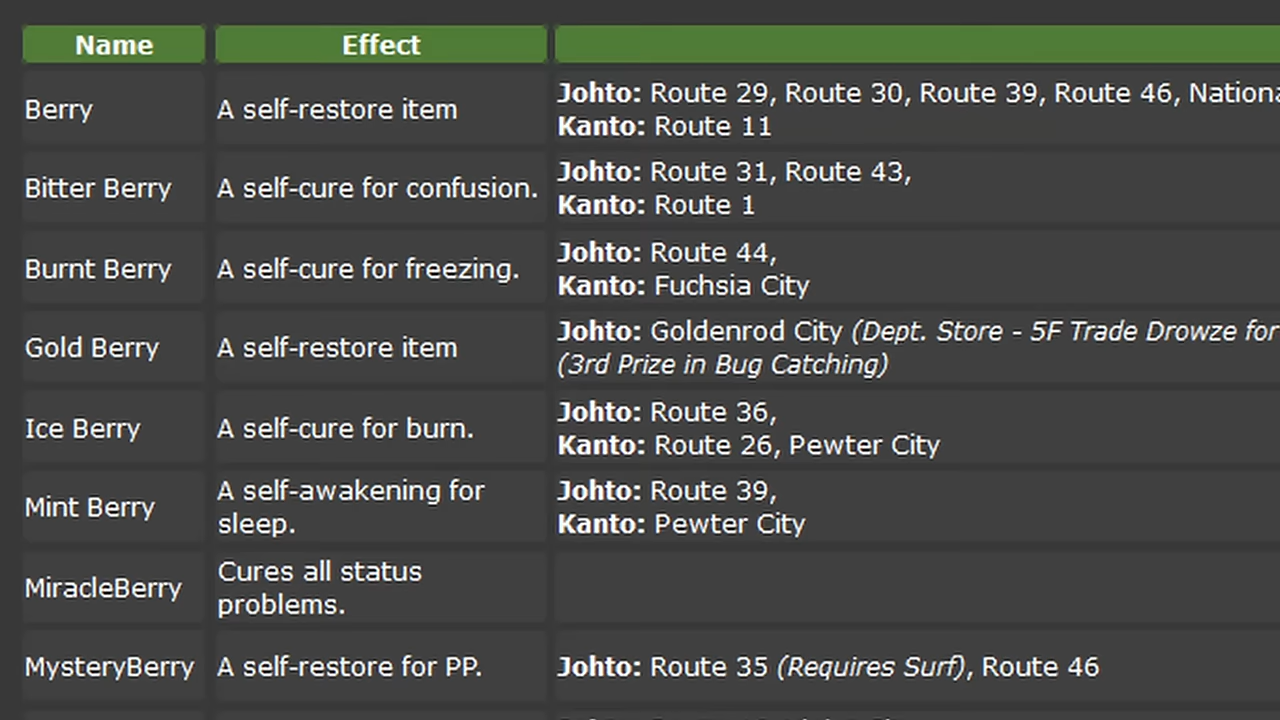 Name Effect
Berry A self-restore item Johto: Route 29, Route 30, Route 39, Route 46,
Kanto: Route 11
Bitter Berry A self-cure for confusion. Johto: Route 31, Route 43,
Kanto: Route 1
Burnt Berry A self-cure for freezing. Johto: Route 44,
Kanto: Fuchsia City
Gold Berry A self-restore item Johto: Goldenrod City (Dept. Store - 5F Trade Drowze for
(3rd Prize in Bug Catching)
Ice Berry A self-cure for burn. Johto: Route 36,
Kanto: Route 26, Pewter City
Mint Berry A self-awakening for sleep. Johto: Route 39,
Kanto: Pewter City
MiracleBerry Cures all status problems.
MysteryBerry A self-restore for PP. Johto: Route 35 (Requires Surf), Route 46